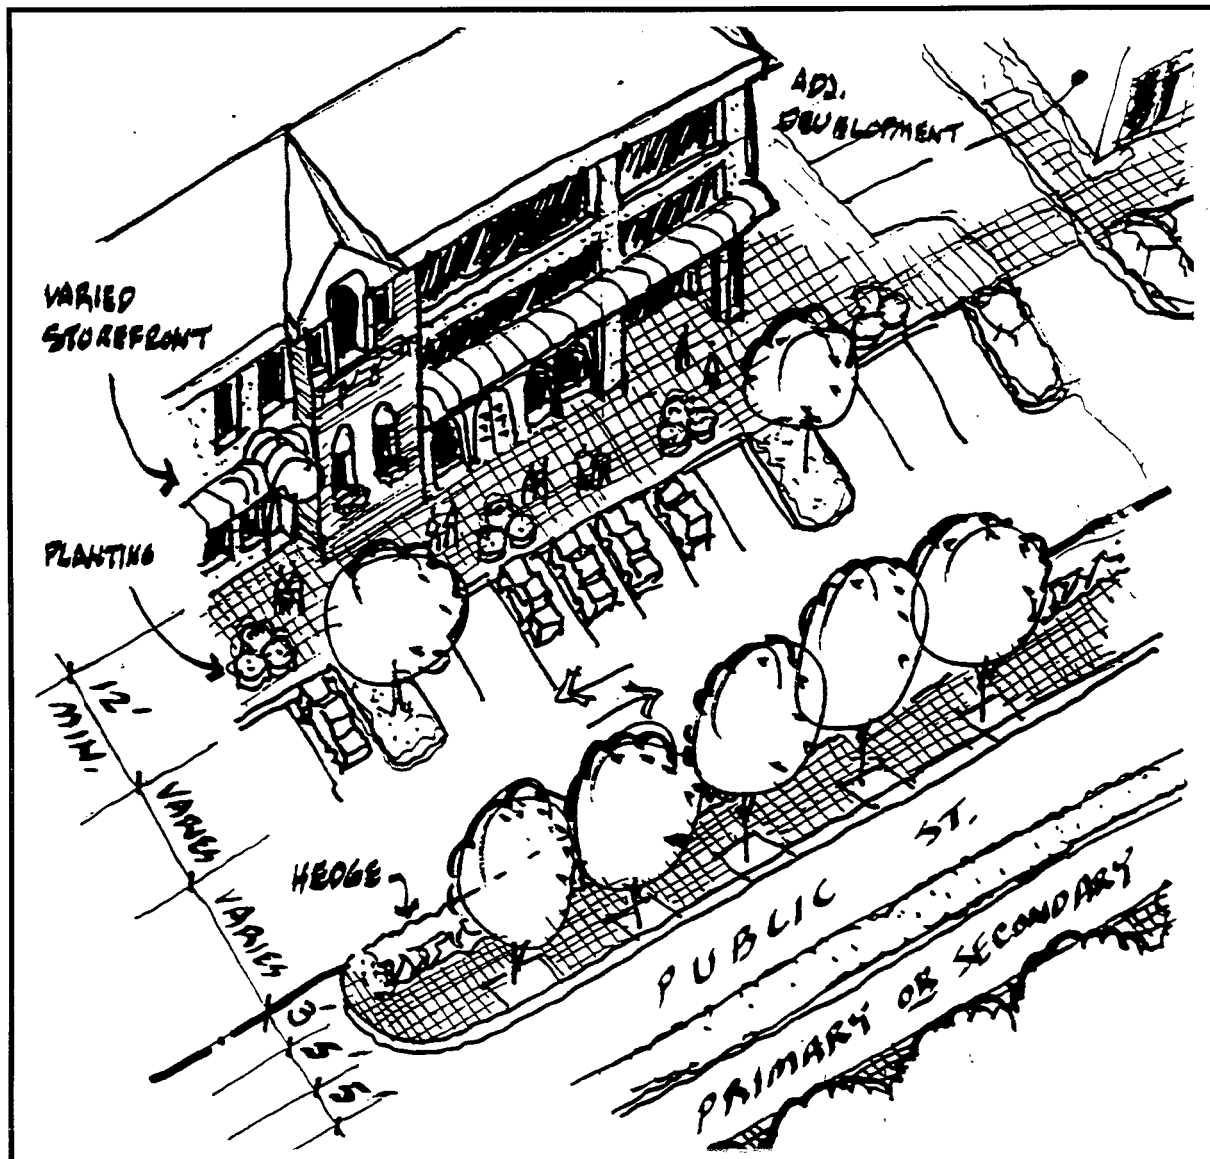 ADJ.
DEVELOPMENT
VARIED
STOREFRONT
PLANTING
12'
MIN.
VARIES
VARIES
3'
5'
5'
HEDGE
PUBLIC ST.
PRIMARY OR SECONDARY